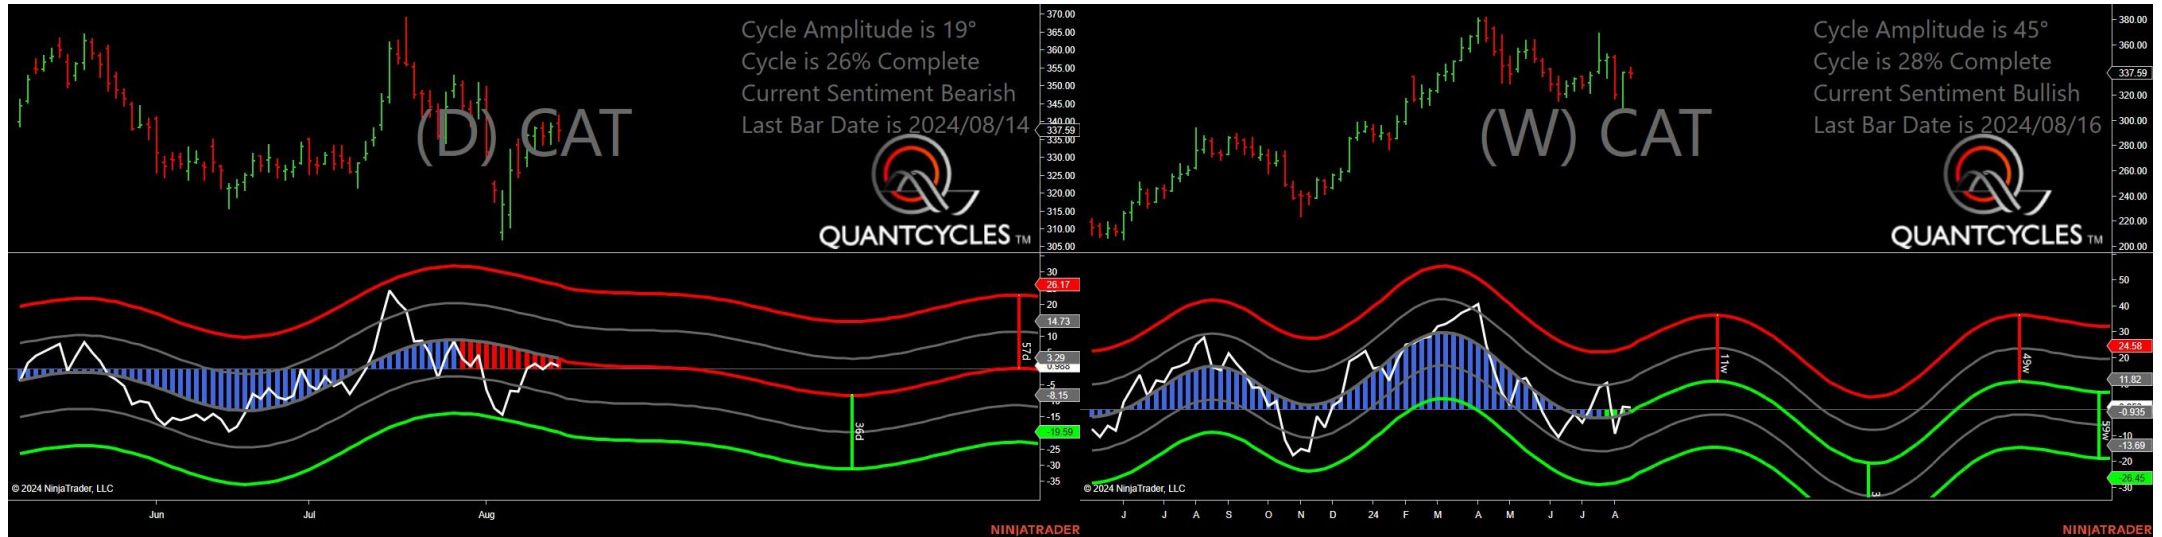 Cycle Amplitude is 19°
Cycle is 26% Complete
Current Sentiment Bearish
Last Bar Date is 2024/08/14
(D) CAT
QUANTCYCLES TM
370.00
365.00
360.00
355.00
350.00
345.00
340.00
337.59
335.00
330.00
325.00
320.00
315.00
310.00
305.00
30
26.17
20
14.73
10
3.29
-5
-8.15
-15
-19.59
-25
-30
-35
57d
36d
© 2024 NinjaTrader, LLC
Jun Jul Aug
NINJATRADER
Cycle Amplitude is 45°
Cycle is 28% Complete
Current Sentiment Bullish
Last Bar Date is 2024/08/16
(W) CAT
QUANTCYCLES TM
380.00
360.00
337.59
320.00
300.00
280.00
260.00
240.00
220.00
200.00
50
40
30
24.58
20
11.82
-0.935
-10
-13.69
-20
-26.45
-30
11w
49w
59w
3
© 2024 NinjaTrader, LLC
J J A S O N D 24 F M A M J J A
NINJATRADER